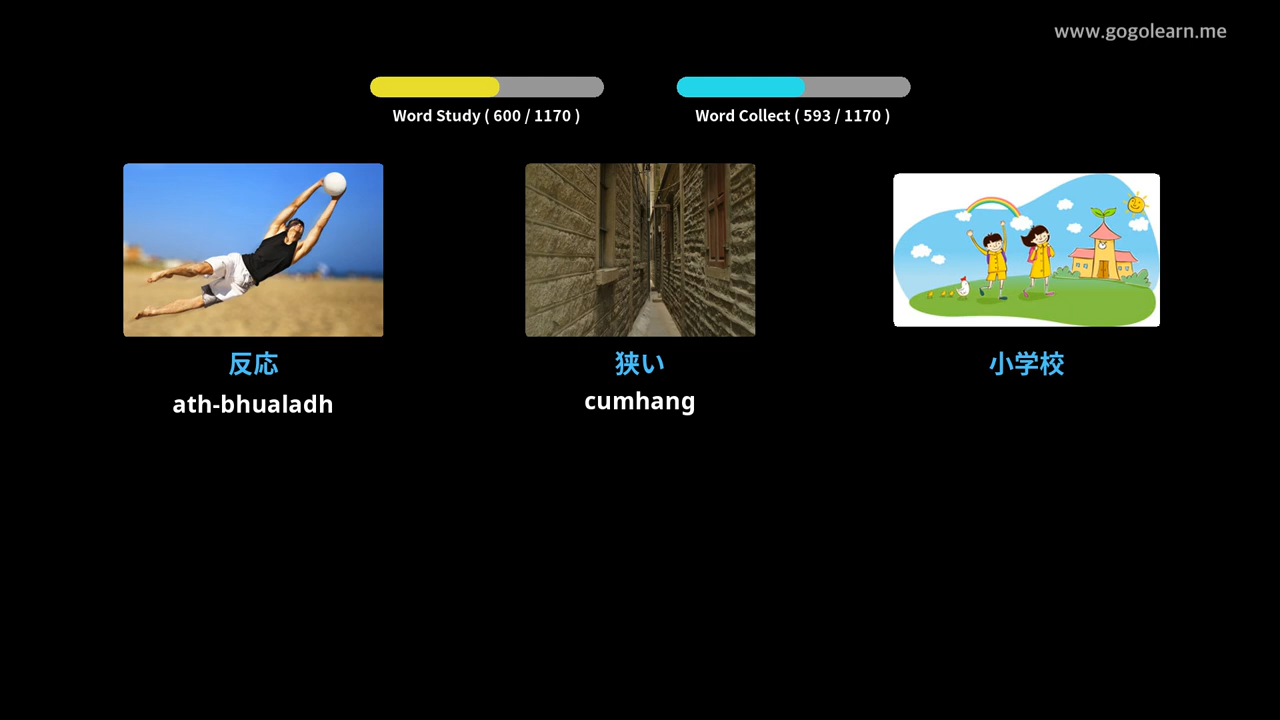 www.gogolearn.me
Word Study ( 600 / 1170 )
Word Collect ( 593 / 1170 )
反応
狭い
小学校
ath-bhualadh
cumhang